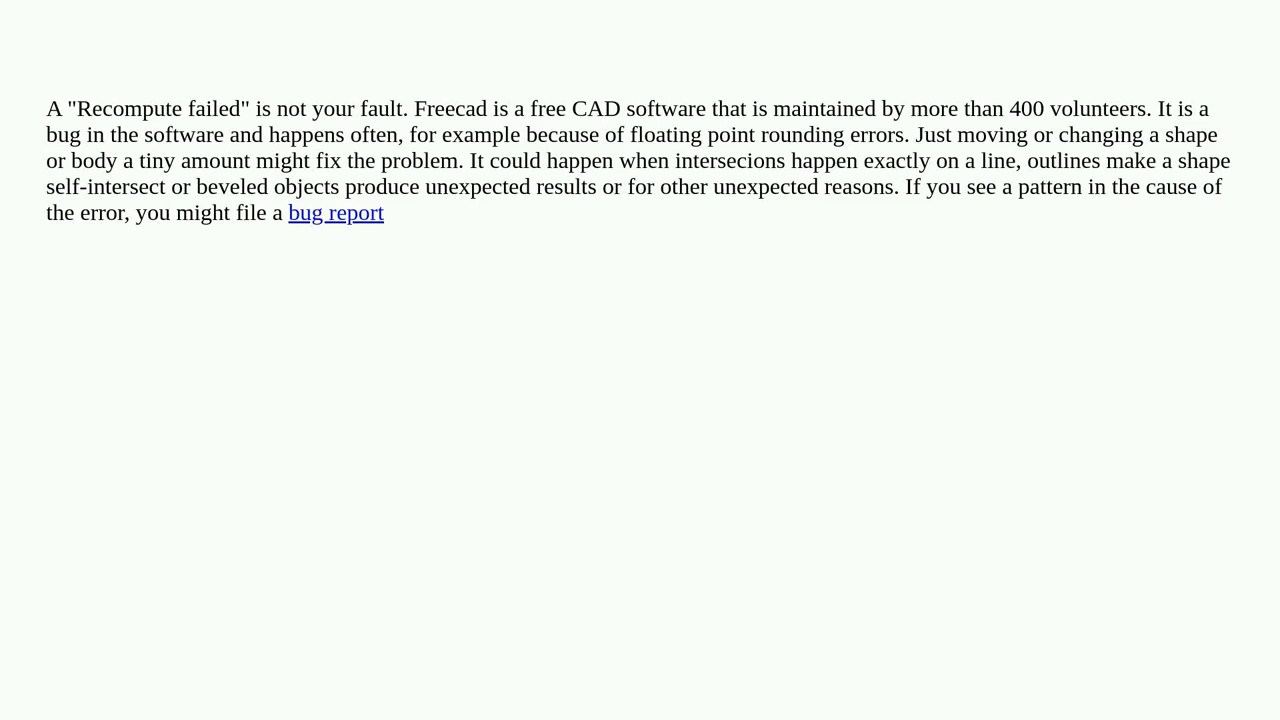 A "Recompute failed" is not your fault. Freecad is a free CAD software that is maintained by more than 400 volunteers. It is a
bug in the software and happens often, for example because of floating point rounding errors. Just moving or changing a shape
or body a tiny amount might fix the problem. It could happen when intersecions happen exactly on a line, outlines make a shape
self-intersect or beveled objects produce unexpected results or for other unexpected reasons. If you see a pattern in the cause of
the error, you might file a bug report